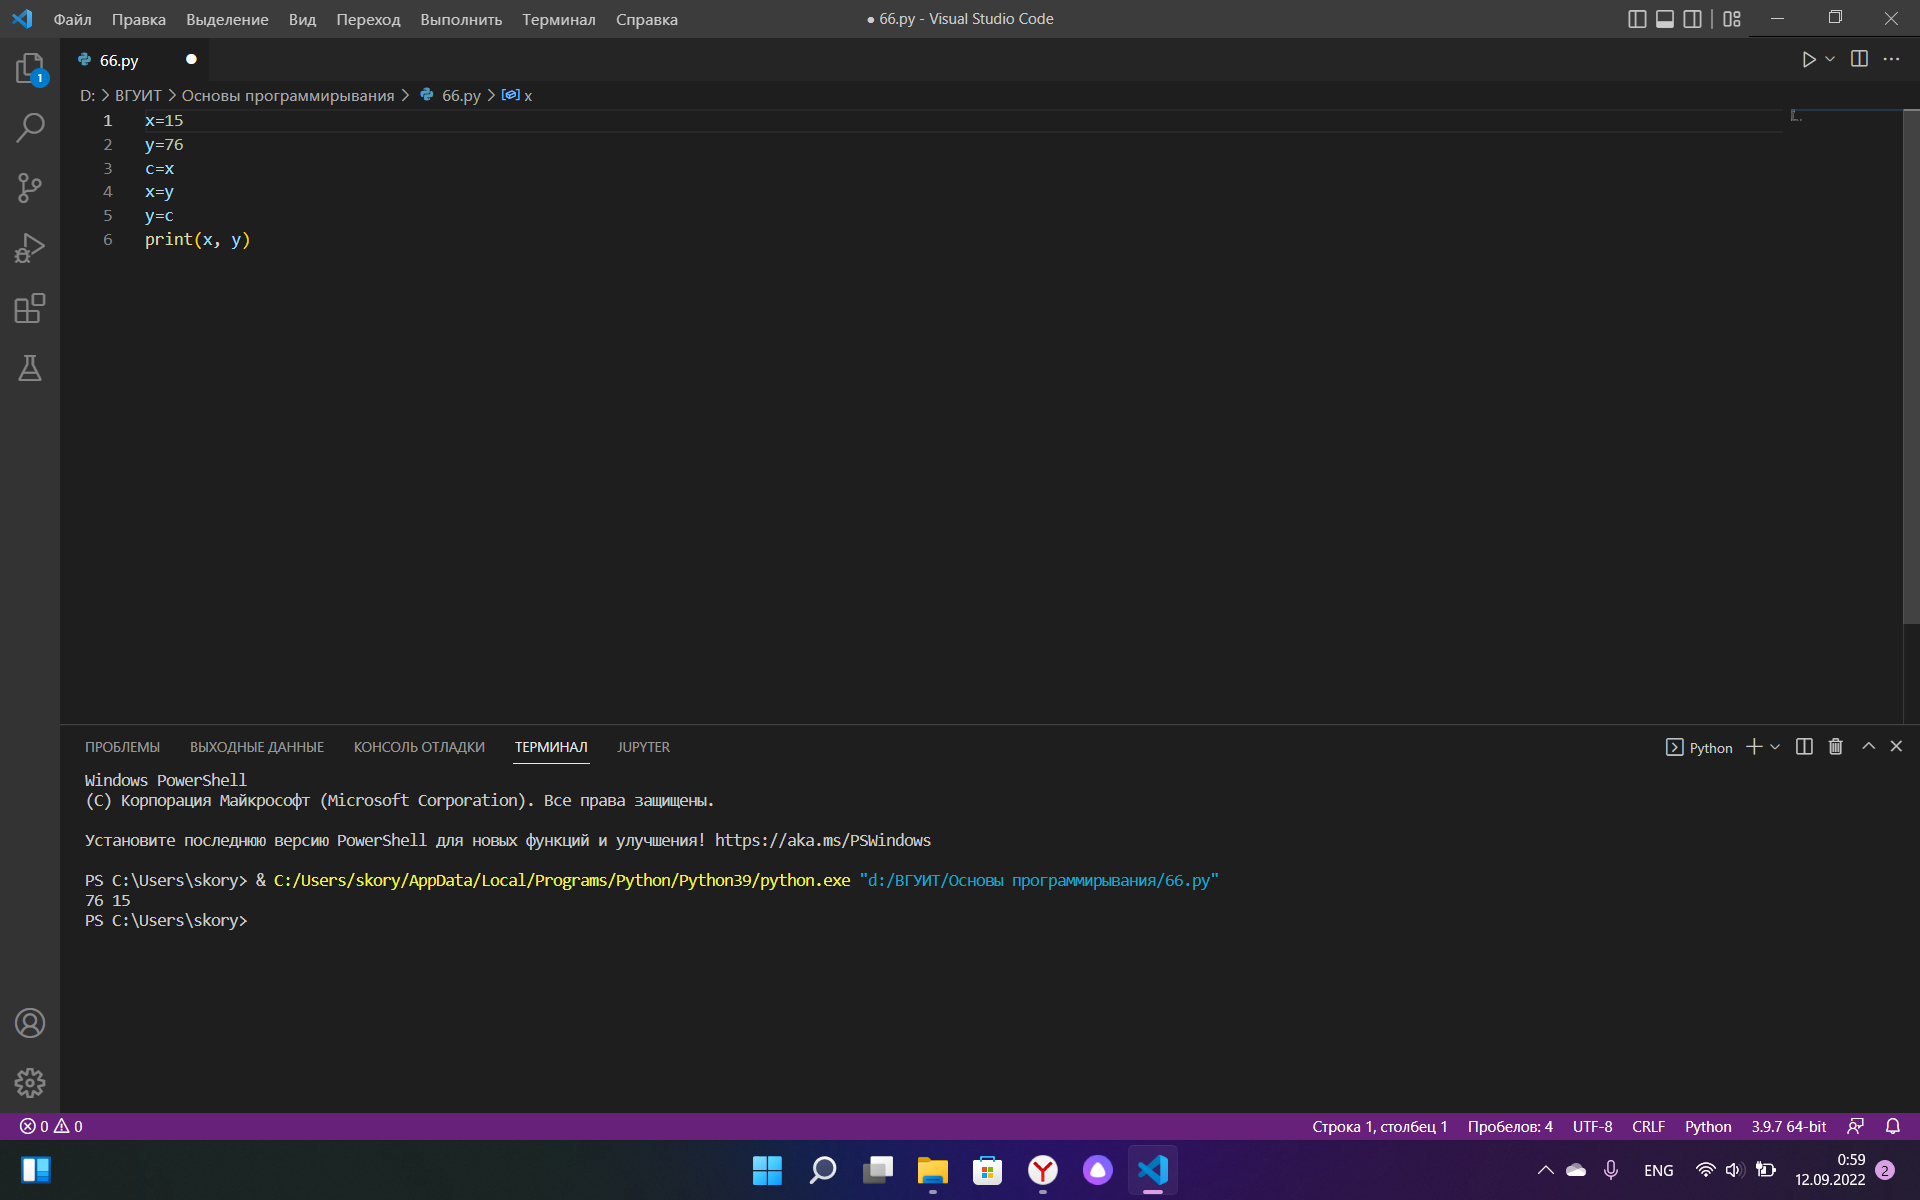 Файл Правка Выделение Вид Переход Выполнить Терминал Справка
● 66.py - Visual Studio Code
66.py
1
D: > ВГУИТ > Основы программирывания > 66.py > x
1 x=15
2 y=76
3 c=x
4 x=y
5 y=c
6 print(x, y)
ПРОБЛЕМЫ ВЫХОДНЫЕ ДАННЫЕ КОНСОЛЬ ОТЛАДКИ ТЕРМИНАЛ JUPYTER
Python
Windows PowerShell
(C) Корпорация Майкрософт (Microsoft Corporation). Все права защищены.
Установите последнюю версию PowerShell для новых функций и улучшения! https://aka.ms/PSWindows
PS C:\Users\skory> & C:/Users/skory/AppData/Local/Programs/Python/Python39/python.exe "d:/ВГУИТ/Основы программирывания/66.py"
76 15
PS C:\Users\skory>
0 0
Строка 1, столбец 1 Пробелов: 4 UTF-8 CRLF Python 3.9.7 64-bit
ENG
0:59
12.09.2022
2